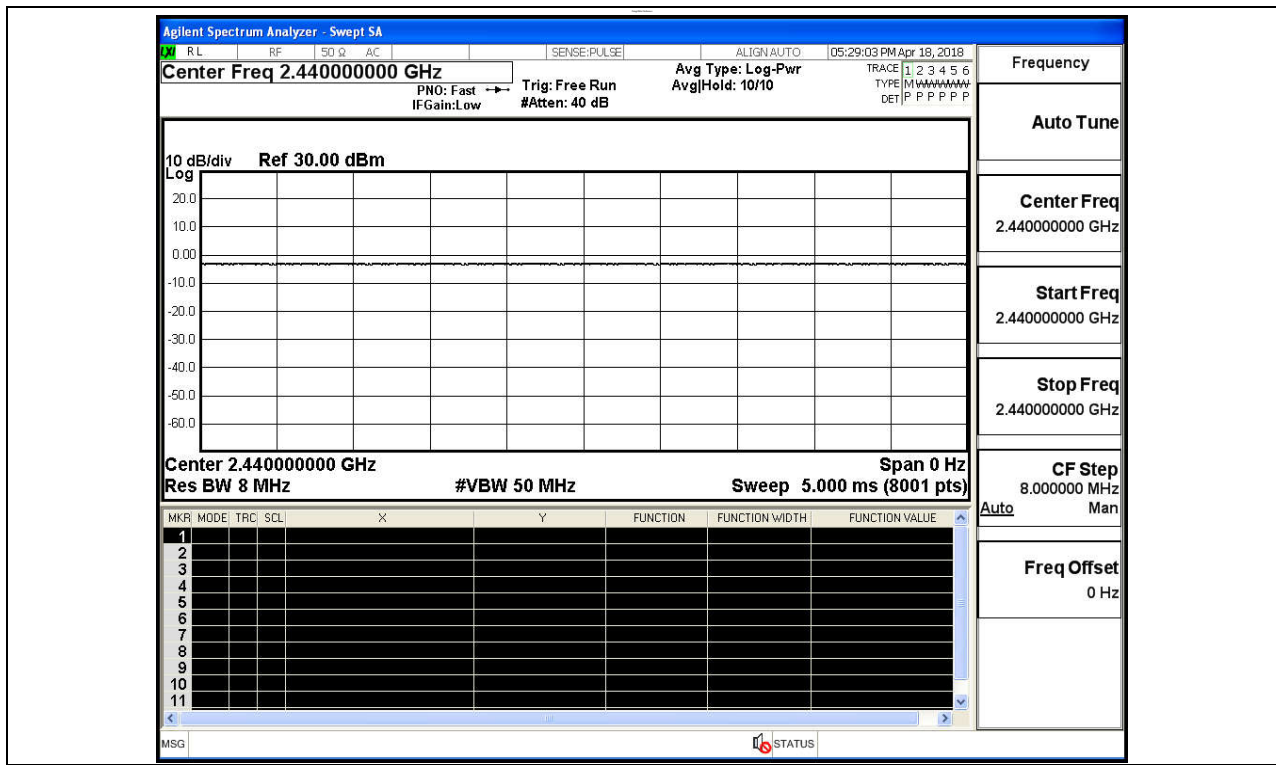 Agilent Spectrum Analyzer - Swept SA
LXI RL RF 50 Ω AC SENSE:PULSE ALIGN AUTO 05:29:03 PM Apr 18, 2018
Center Freq 2.440000000 GHz
PNO: Fast
IFGain:Low
Trig: Free Run
#Atten: 40 dB
Avg Type: Log-Pwr
Avg|Hold: 10/10
TRACE 1 2 3 4 5 6
TYPE M WWWWW
DET P P P P P P
10 dB/div Ref 30.00 dBm
Log
20.0
10.0
0.00
-10.0
-20.0
-30.0
-40.0
-50.0
-60.0
Center 2.440000000 GHz Span 0 Hz
Res BW 8 MHz #VBW 50 MHz Sweep 5.000 ms (8001 pts)
MKR MODE TRC SCL X Y FUNCTION FUNCTION WIDTH FUNCTION VALUE
1
2
3
4
5
6
7
8
9
10
11
MSG STATUS
Frequency
Auto Tune
Center Freq
2.440000000 GHz
Start Freq
2.440000000 GHz
Stop Freq
2.440000000 GHz
CF Step
8.000000 MHz
Auto Man
Freq Offset
0 Hz